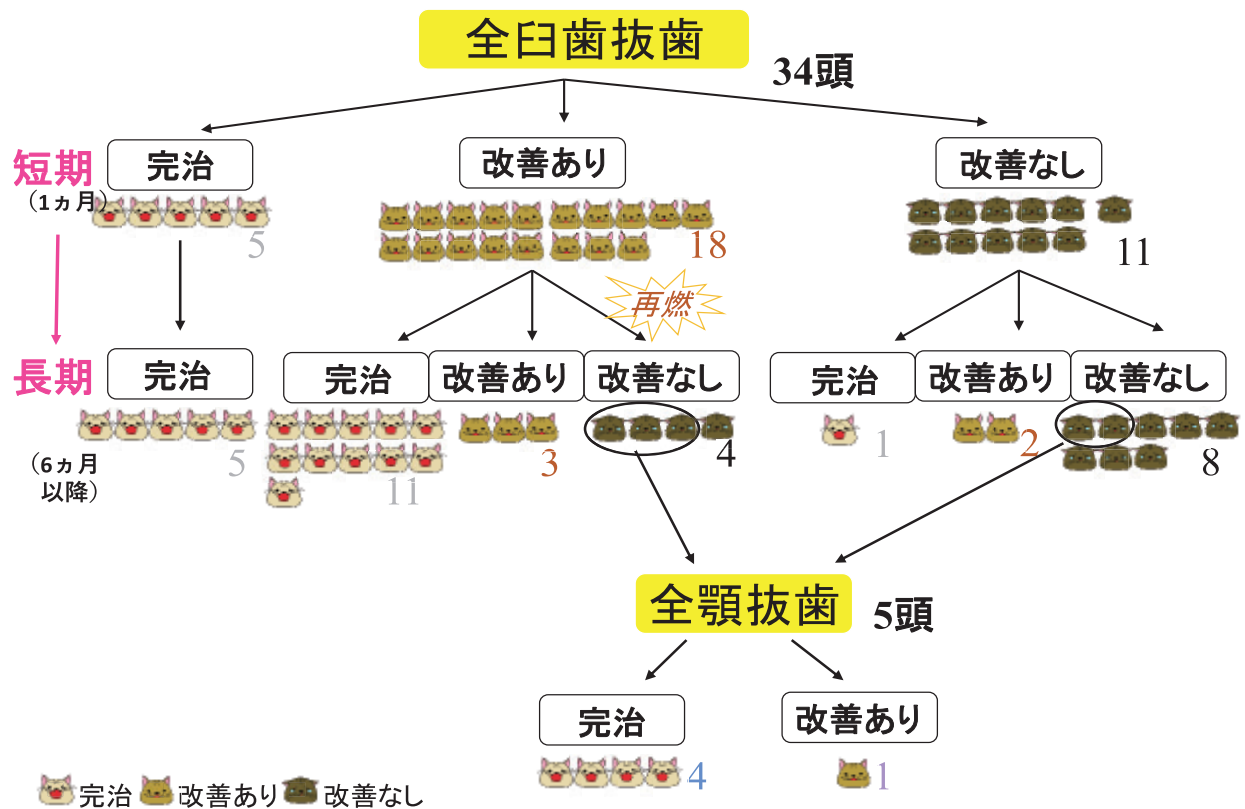 全臼歯抜歯
34頭
短期
(1ヵ月)
完治
改善あり
改善なし
5
18
11
再燃
長期
(6ヵ月
以降)
完治
完治
改善あり
改善なし
完治
改善あり
改善なし
5
11
3
4
1
2
8
全顎抜歯
5頭
完治
改善あり
4
1
完治 改善あり 改善なし